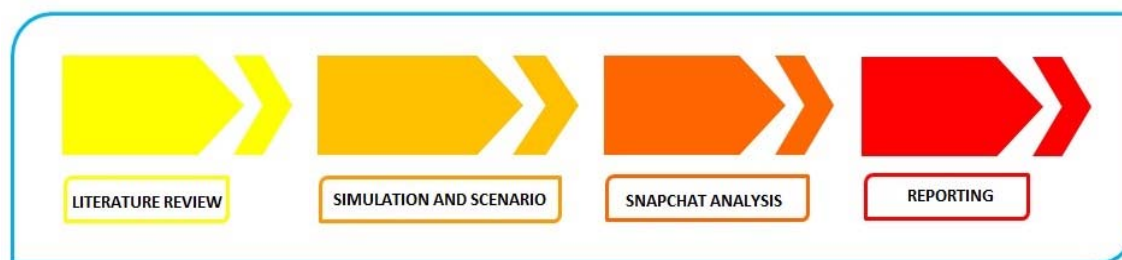 LITERATURE REVIEW
SIMULATION AND SCENARIO
SNAPCHAT ANALYSIS
REPORTING